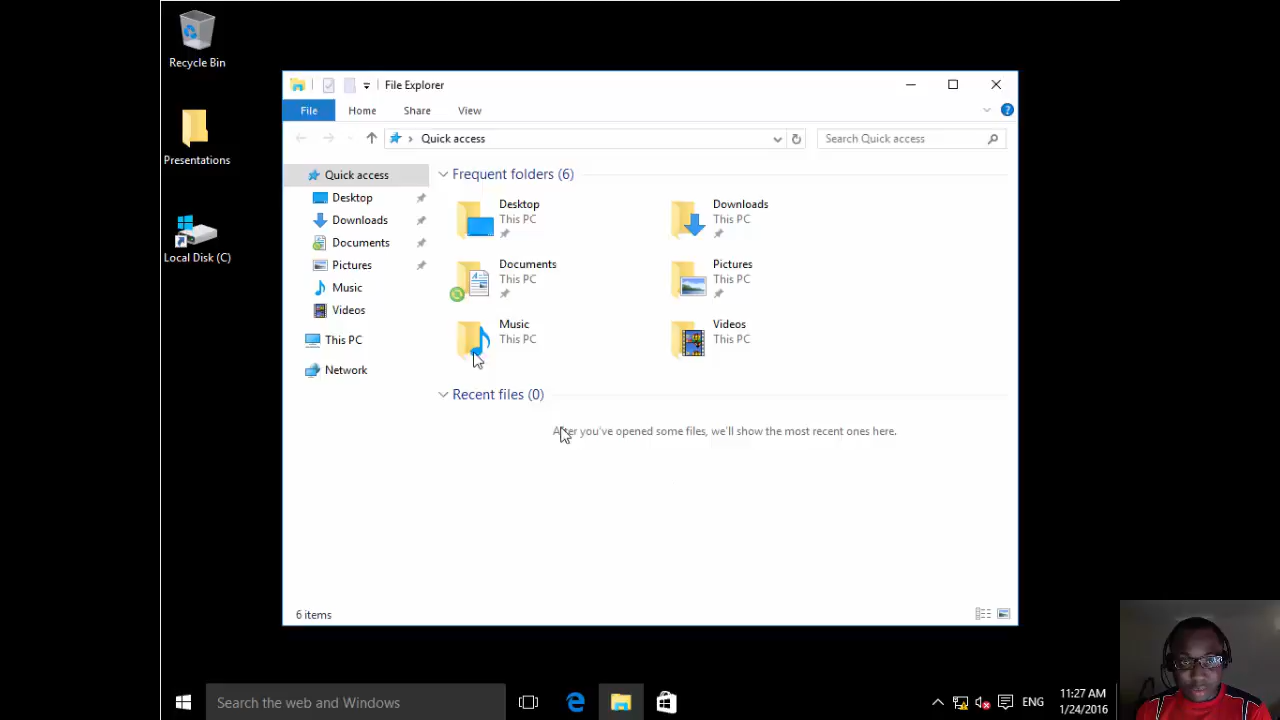 Recycle Bin
Presentations
Local Disk (C)
File Explorer
File Home Share View
Quick access
Search Quick access
Quick access
Desktop
Downloads
Documents
Pictures
Music
Videos
This PC
Network
Frequent folders (6)
Desktop
This PC
Downloads
This PC
Documents
This PC
Pictures
This PC
Music
This PC
Videos
This PC
Recent files (0)
After you've opened some files, we'll show the most recent ones here.
6 items
Search the web and Windows
ENG
11:27 AM
1/24/2016